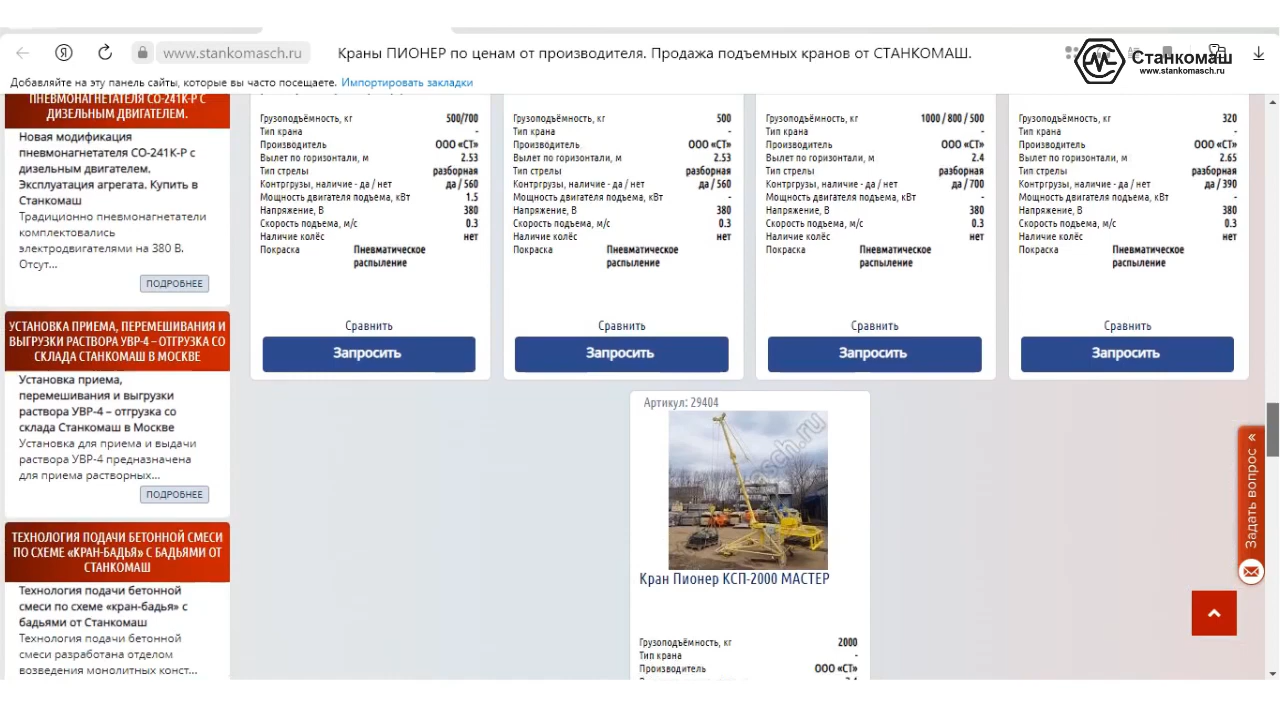 www.stankomasch.ru
Краны ПИОНЕР по ценам от производителя. Продажа подъемных кранов от СТАНКОМАШ.
Станкомаш
www.stankomasch.ru
Добавляйте на эту панель сайты, которые вы часто посещаете. Импортировать закладки
ПНЕВМОНАГНЕТАТЕЛЯ СО-241К-Р С
ДИЗЕЛЬНЫМ ДВИГАТЕЛЕМ.
Новая модификация
пневмонагнетателя СО-241К-Р с
дизельным двигателем.
Эксплуатация агрегата. Купить в
Станкомаш
Традиционно пневмонагнетатели
комплектовались
электродвигателями на 380 В.
Отсут...
ПОДРОБНЕЕ
УСТАНОВКА ПРИЕМА, ПЕРЕМЕШИВАНИЯ И
ВЫГРУЗКИ РАСТВОРА УВР-4 – ОТГРУЗКА СО
СКЛАДА СТАНКОМАШ В МОСКВЕ
Установка приема,
перемешивания и выгрузки
раствора УВР-4 – отгрузка со
склада Станкомаш в Москве
Установка для приема и выдачи
раствора УВР-4 предназначена
для приема растворных...
ПОДРОБНЕЕ
ТЕХНОЛОГИЯ ПОДАЧИ БЕТОННОЙ СМЕСИ
ПО СХЕМЕ «КРАН-БАДЬЯ» С БАДЬЯМИ ОТ
СТАНКОМАШ
Технология подачи бетонной
смеси по схеме «кран-бадья» с
бадьями от Станкомаш
Технология подачи бетонной
смеси разработана отделом
возведения монолитных конст...
Грузоподъёмность, кг 500/700
Тип крана -
Производитель ООО «СТ»
Вылет по горизонтали, м 2.53
Тип стрелы разборная
Контргрузы, наличие - да / нет да / 560
Мощность двигателя подъема, кВт 1.5
Напряжение, В 380
Скорость подъема, м/с 0.3
Наличие колёс нет
Покраска Пневматическое
распыление
Сравнить
Запросить
Грузоподъёмность, кг 500
Тип крана -
Производитель ООО «СТ»
Вылет по горизонтали, м 2.53
Тип стрелы разборная
Контргрузы, наличие - да / нет да / 560
Мощность двигателя подъема, кВт -
Напряжение, В 380
Скорость подъема, м/с 0.3
Наличие колёс нет
Покраска Пневматическое
распыление
Сравнить
Запросить
Грузоподъёмность, кг 1000 / 800 / 500
Тип крана -
Производитель ООО «СТ»
Вылет по горизонтали, м 2.4
Тип стрелы разборная
Контргрузы, наличие - да / нет да / 700
Мощность двигателя подъема, кВт -
Напряжение, В 380
Скорость подъема, м/с 0.3
Наличие колёс нет
Покраска Пневматическое
распыление
Сравнить
Запросить
Грузоподъёмность, кг 320
Тип крана -
Производитель ООО «СТ»
Вылет по горизонтали, м 2.65
Тип стрелы разборная
Контргрузы, наличие - да / нет да / 390
Мощность двигателя подъема, кВт -
Напряжение, В 380
Скорость подъема, м/с 0.3
Наличие колёс нет
Покраска Пневматическое
распыление
Сравнить
Запросить
Артикул: 29404
Кран Пионер КСП-2000 МАСТЕР
Грузоподъёмность, кг 2000
Тип крана -
Производитель ООО «СТ»
Задать вопрос »